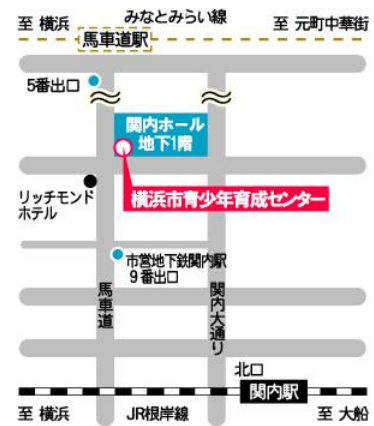 みなとみらい線
至 横浜
至 元町中華街
馬車道駅
5番出口
関内ホール
地下1階
横浜市青少年育成センター
リッチモンド
ホテル
市営地下鉄関内駅
9番出口
馬車道
関内大通り
北口
関内駅
至 横浜
JR根岸線
至 大船